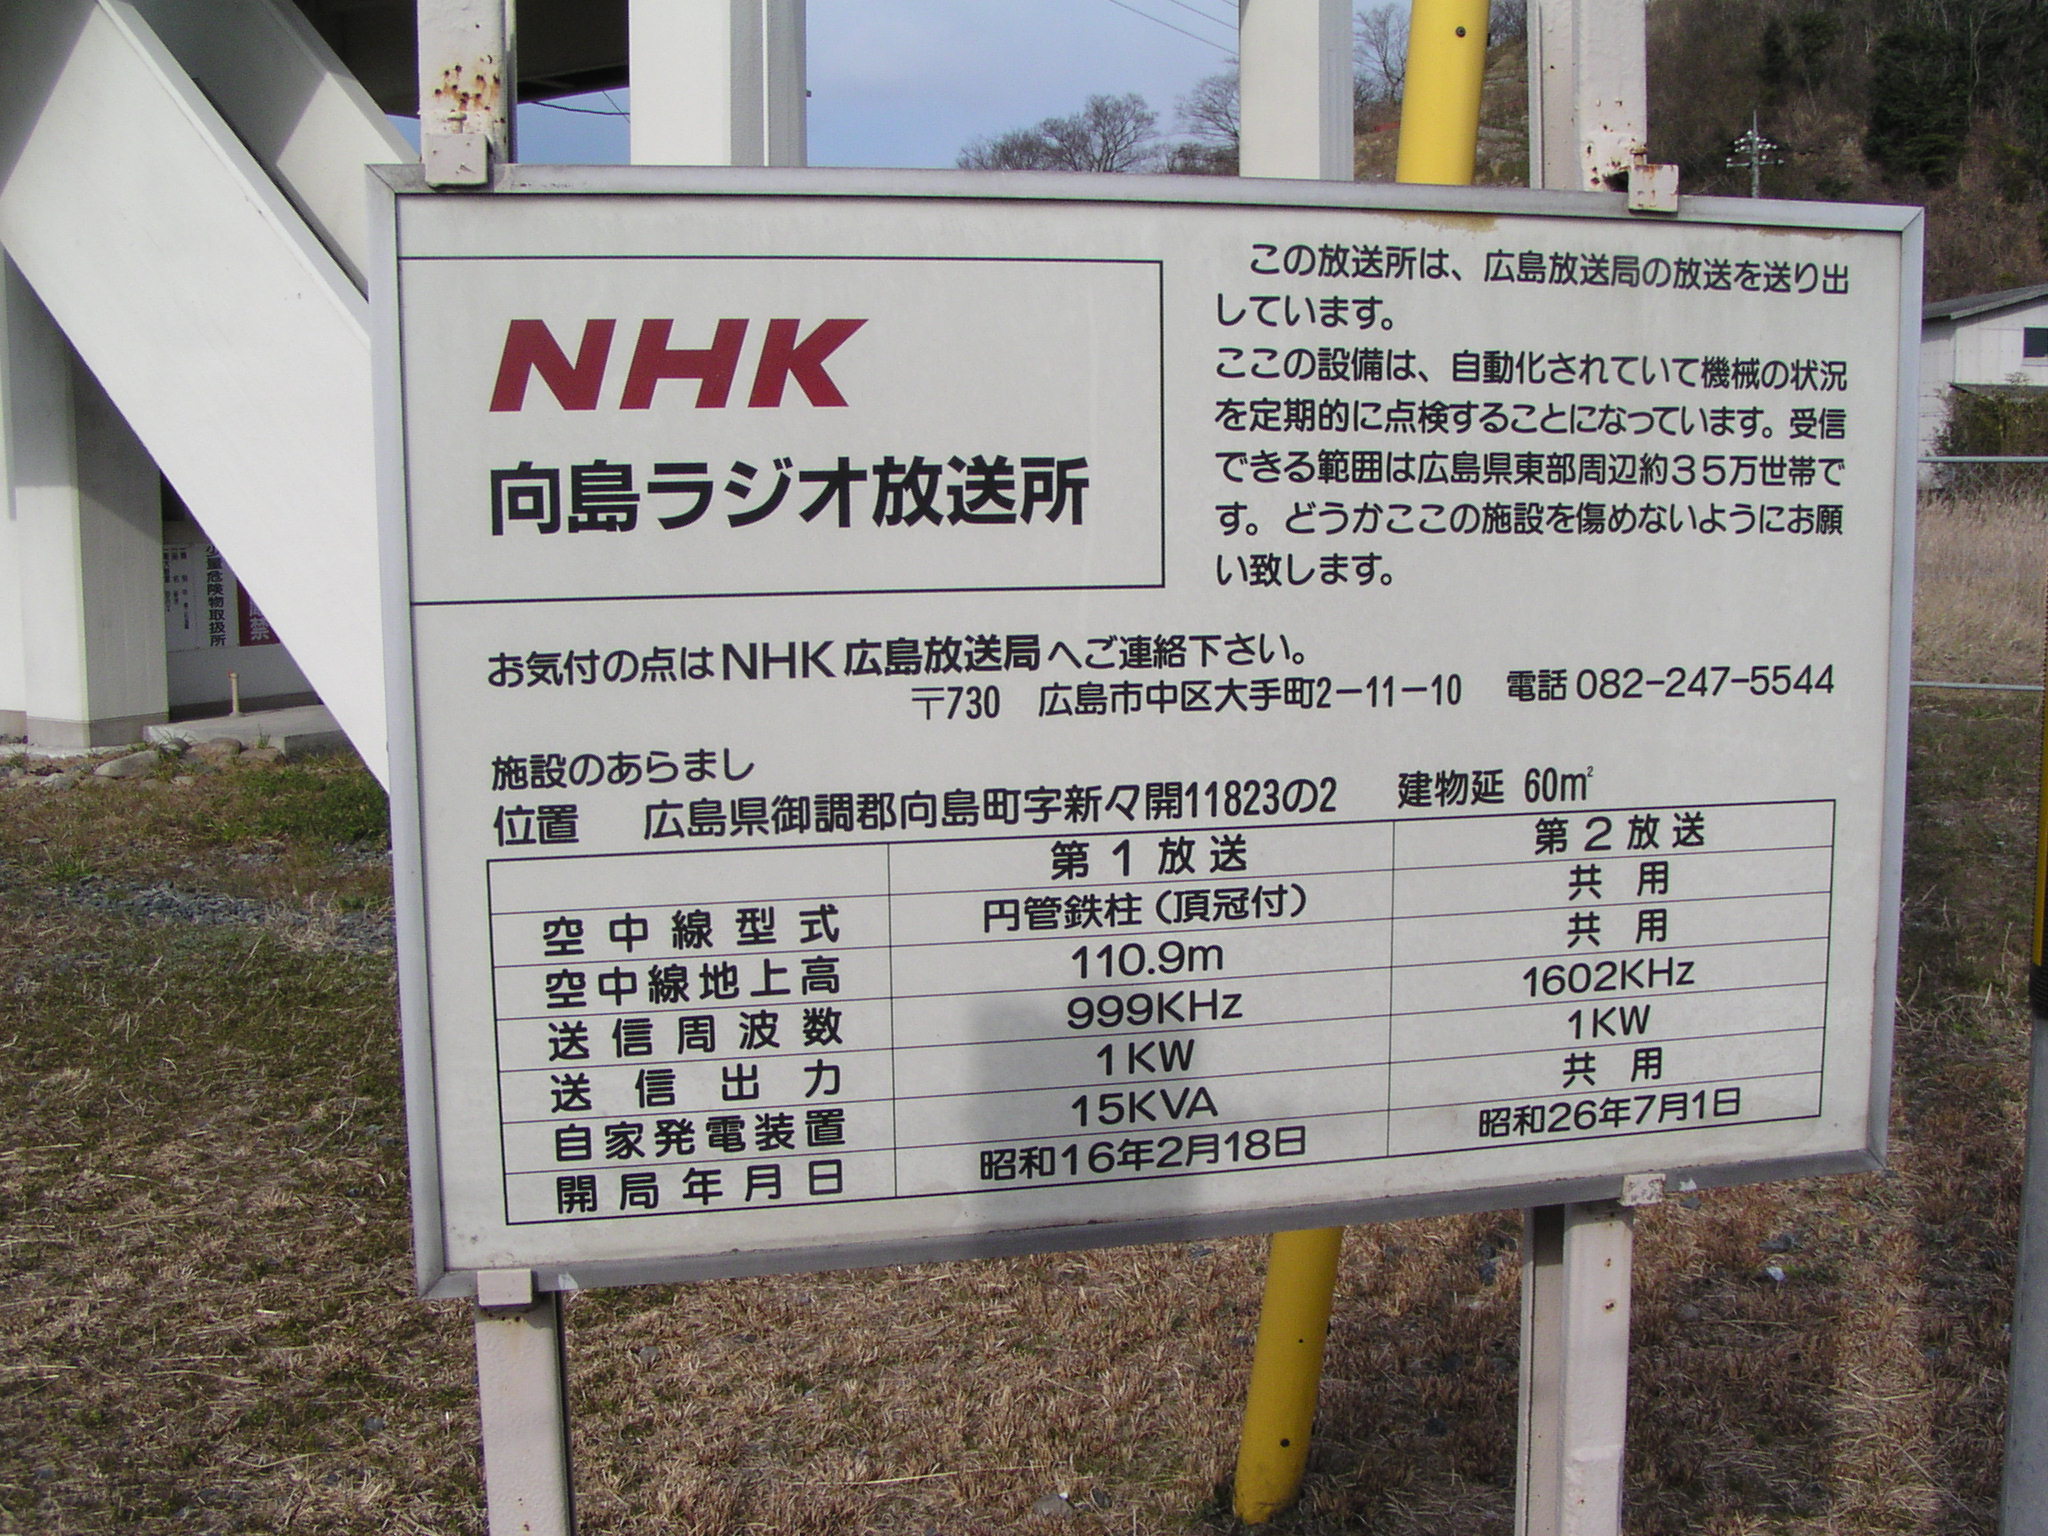 NHK
向島ラジオ放送所
この放送所は、広島放送局の放送を送り出
しています。
ここの設備は、自動化されていて機械の状況
を定期的に点検することになっています。受信
できる範囲は広島県東部周辺約35万世帯で
す。どうかここの施設を傷めないようにお願
い致します。
お気付の点はNHK広島放送局へご連絡下さい。
〒730 広島市中区大手町2-11-10 電話082-247-5544
施設のあらまし
位置 広島県御調郡向島町字新々開11823の2 建物延 60㎡
第1放送 第2放送
空中線型式 円管鉄柱(頂冠付) 共用
空中線地上高 110.9m 共用
送信周波数 999KHz 1602KHz
送信出力 1KW 1KW
自家発電装置 15KVA 共用
開局年月日 昭和16年2月18日 昭和26年7月1日
少量危険物取扱所